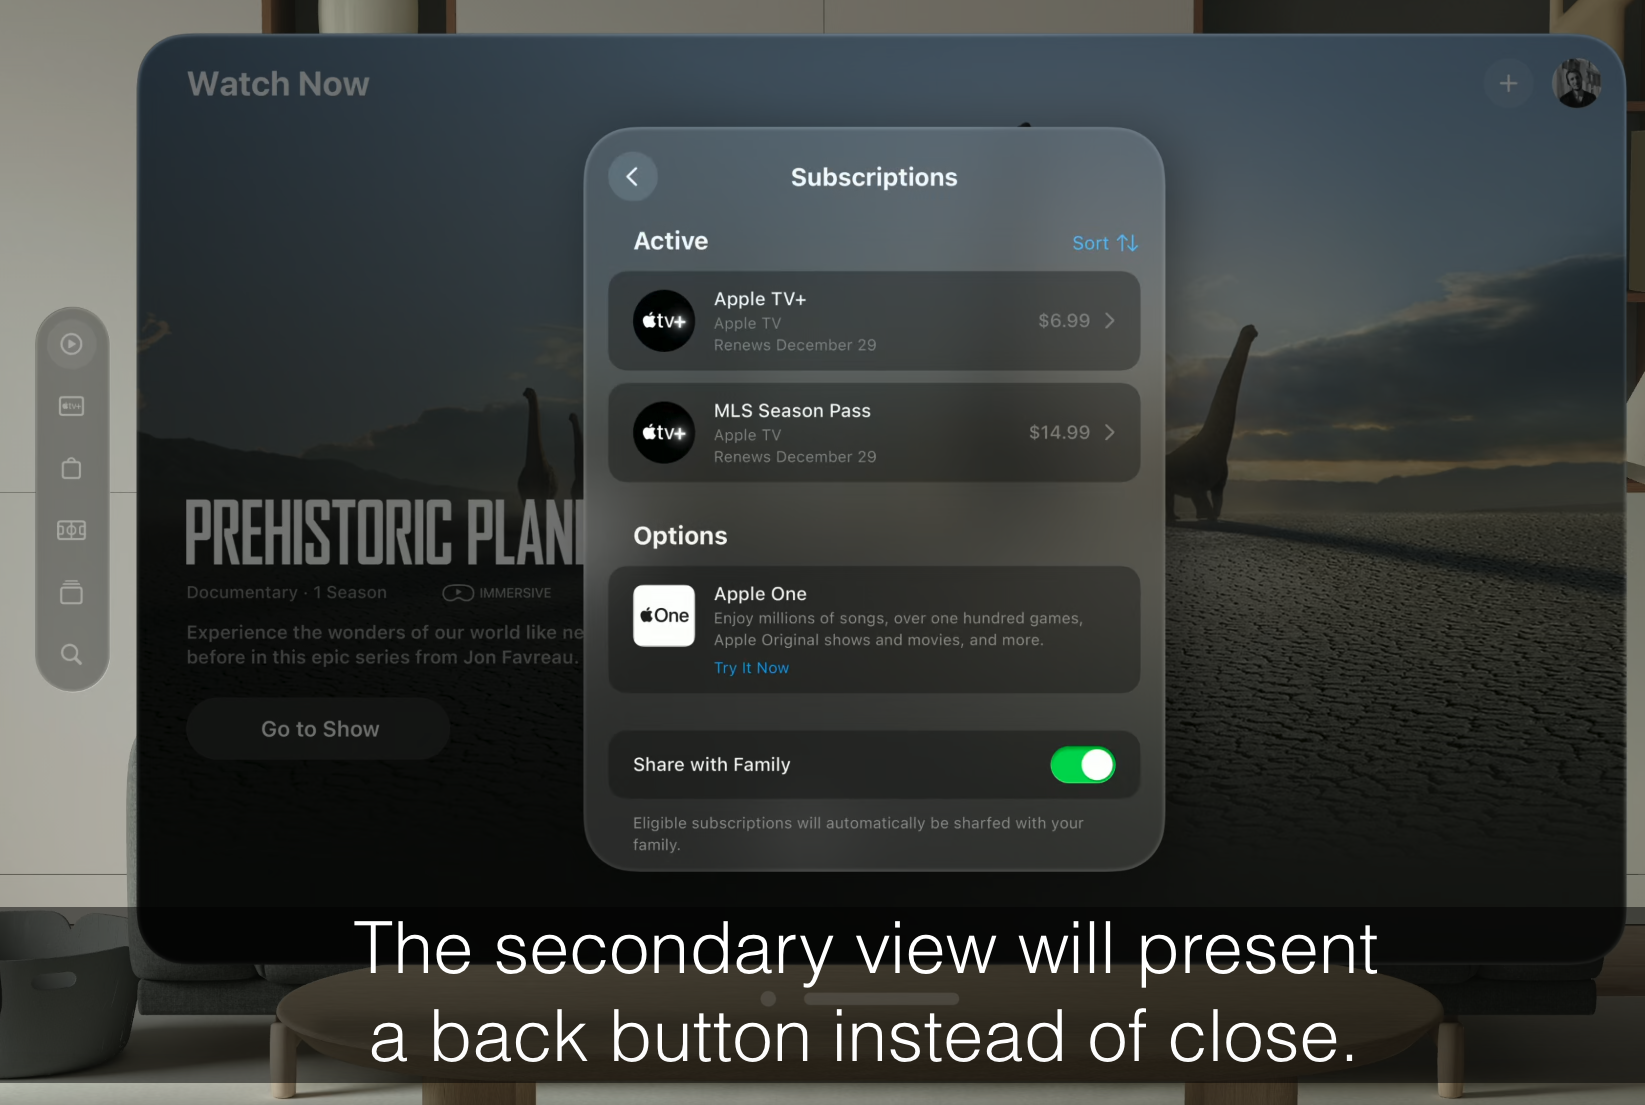 Watch Now
Subscriptions
Active
Sort
tv+
Apple TV+
Apple TV
Renews December 29
$6.99
tv+
MLS Season Pass
Apple TV
Renews December 29
$14.99
tv+
PREHISTORIC PLAN
Documentary · 1 Season
IMMERSIVE
Experience the wonders of our world like ne
before in this epic series from Jon Favreau.
Go to Show
Options
One
Apple One
Enjoy millions of songs, over one hundred games,
Apple Original shows and movies, and more.
Try It Now
Share with Family
Eligible subscriptions will automatically be sharfed with your
family.
The secondary view will present
a back button instead of close.